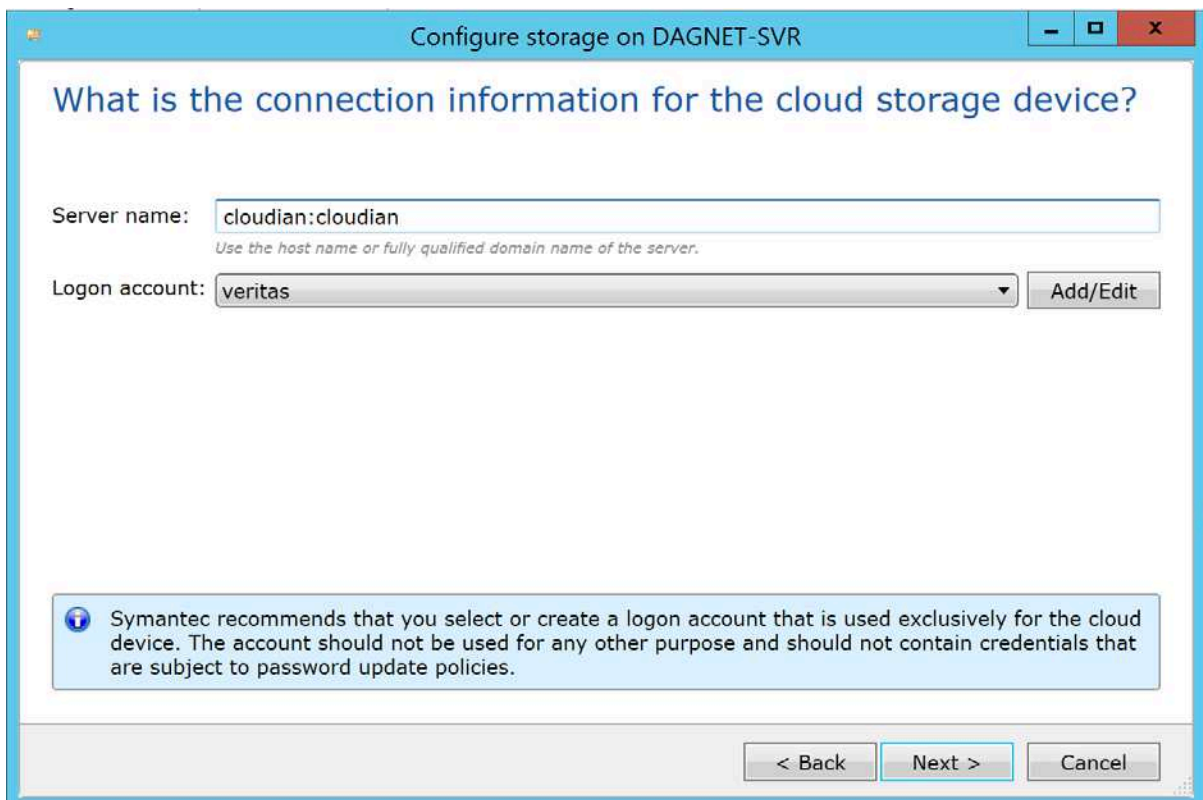 Configure storage on DAGNET-SVR
What is the connection information for the cloud storage device?
Server name: cloudian:cloudian
Use the host name or fully qualified domain name of the server.
Logon account: veritas Add/Edit
Symantec recommends that you select or create a logon account that is used exclusively for the cloud
device. The account should not be used for any other purpose and should not contain credentials that
are subject to password update policies.
< Back Next > Cancel